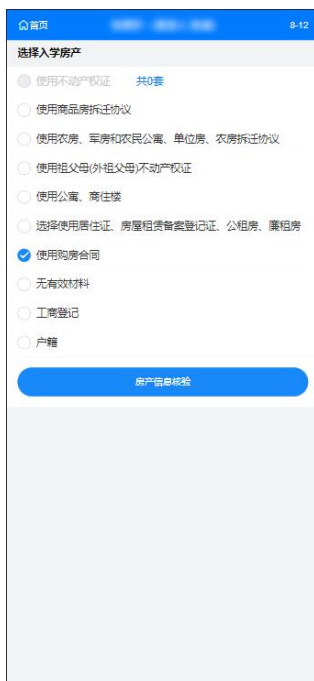 首页
8-12
选择入学房产
使用不动产权证 共0套
使用商品房拆迁协议
使用农房、军房和农民公寓、单位房、农房拆迁协议
使用祖父母(外祖父母)不动产权证
使用公寓、商住楼
选择使用居住证、房屋租赁备案登记证、公租房、廉租房
使用购房合同
无有效材料
工商登记
户籍
房产信息核验